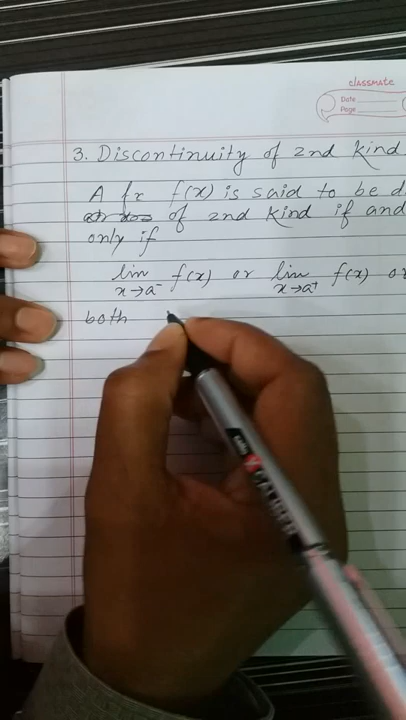 classmate
Date
Page
3. Discontinuity of 2nd Kind
A fx f(x) is said to be d
of 2nd Kind if and
only if
lim f(x) or lim f(x) or
x→a⁻ x→a⁺
both